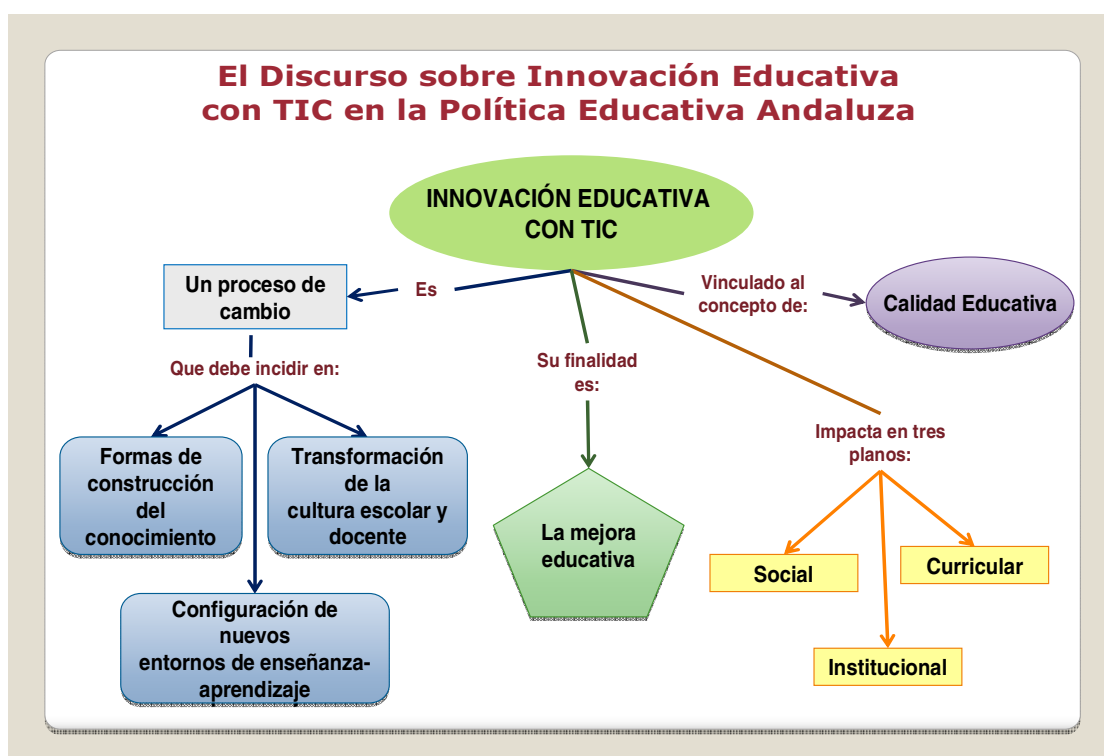 El Discurso sobre Innovación Educativa
con TIC en la Política Educativa Andaluza
INNOVACIÓN EDUCATIVA
CON TIC
Un proceso de
cambio
Es
Vinculado al
concepto de:
Calidad Educativa
Que debe incidir en:
Su finalidad
es:
Impacta en tres
planos:
Formas de
construcción
del
conocimiento
Transformación
de la
cultura escolar y
docente
La mejora
educativa
Social
Curricular
Institucional
Configuración de
nuevos
entornos de enseñanza-
aprendizaje